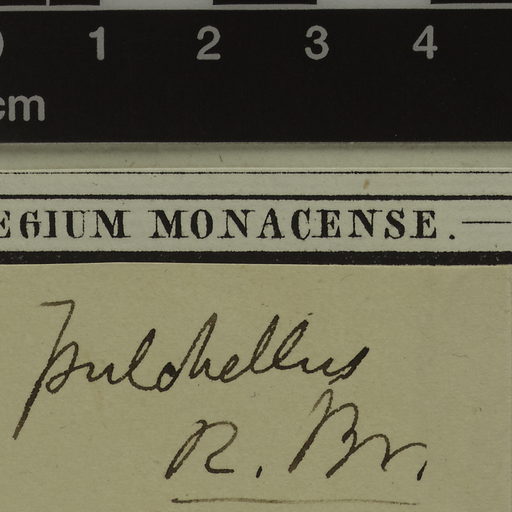 0 1 2 3 4
cm
EGIUM MONACENSE.
pulchellus
R. Br.